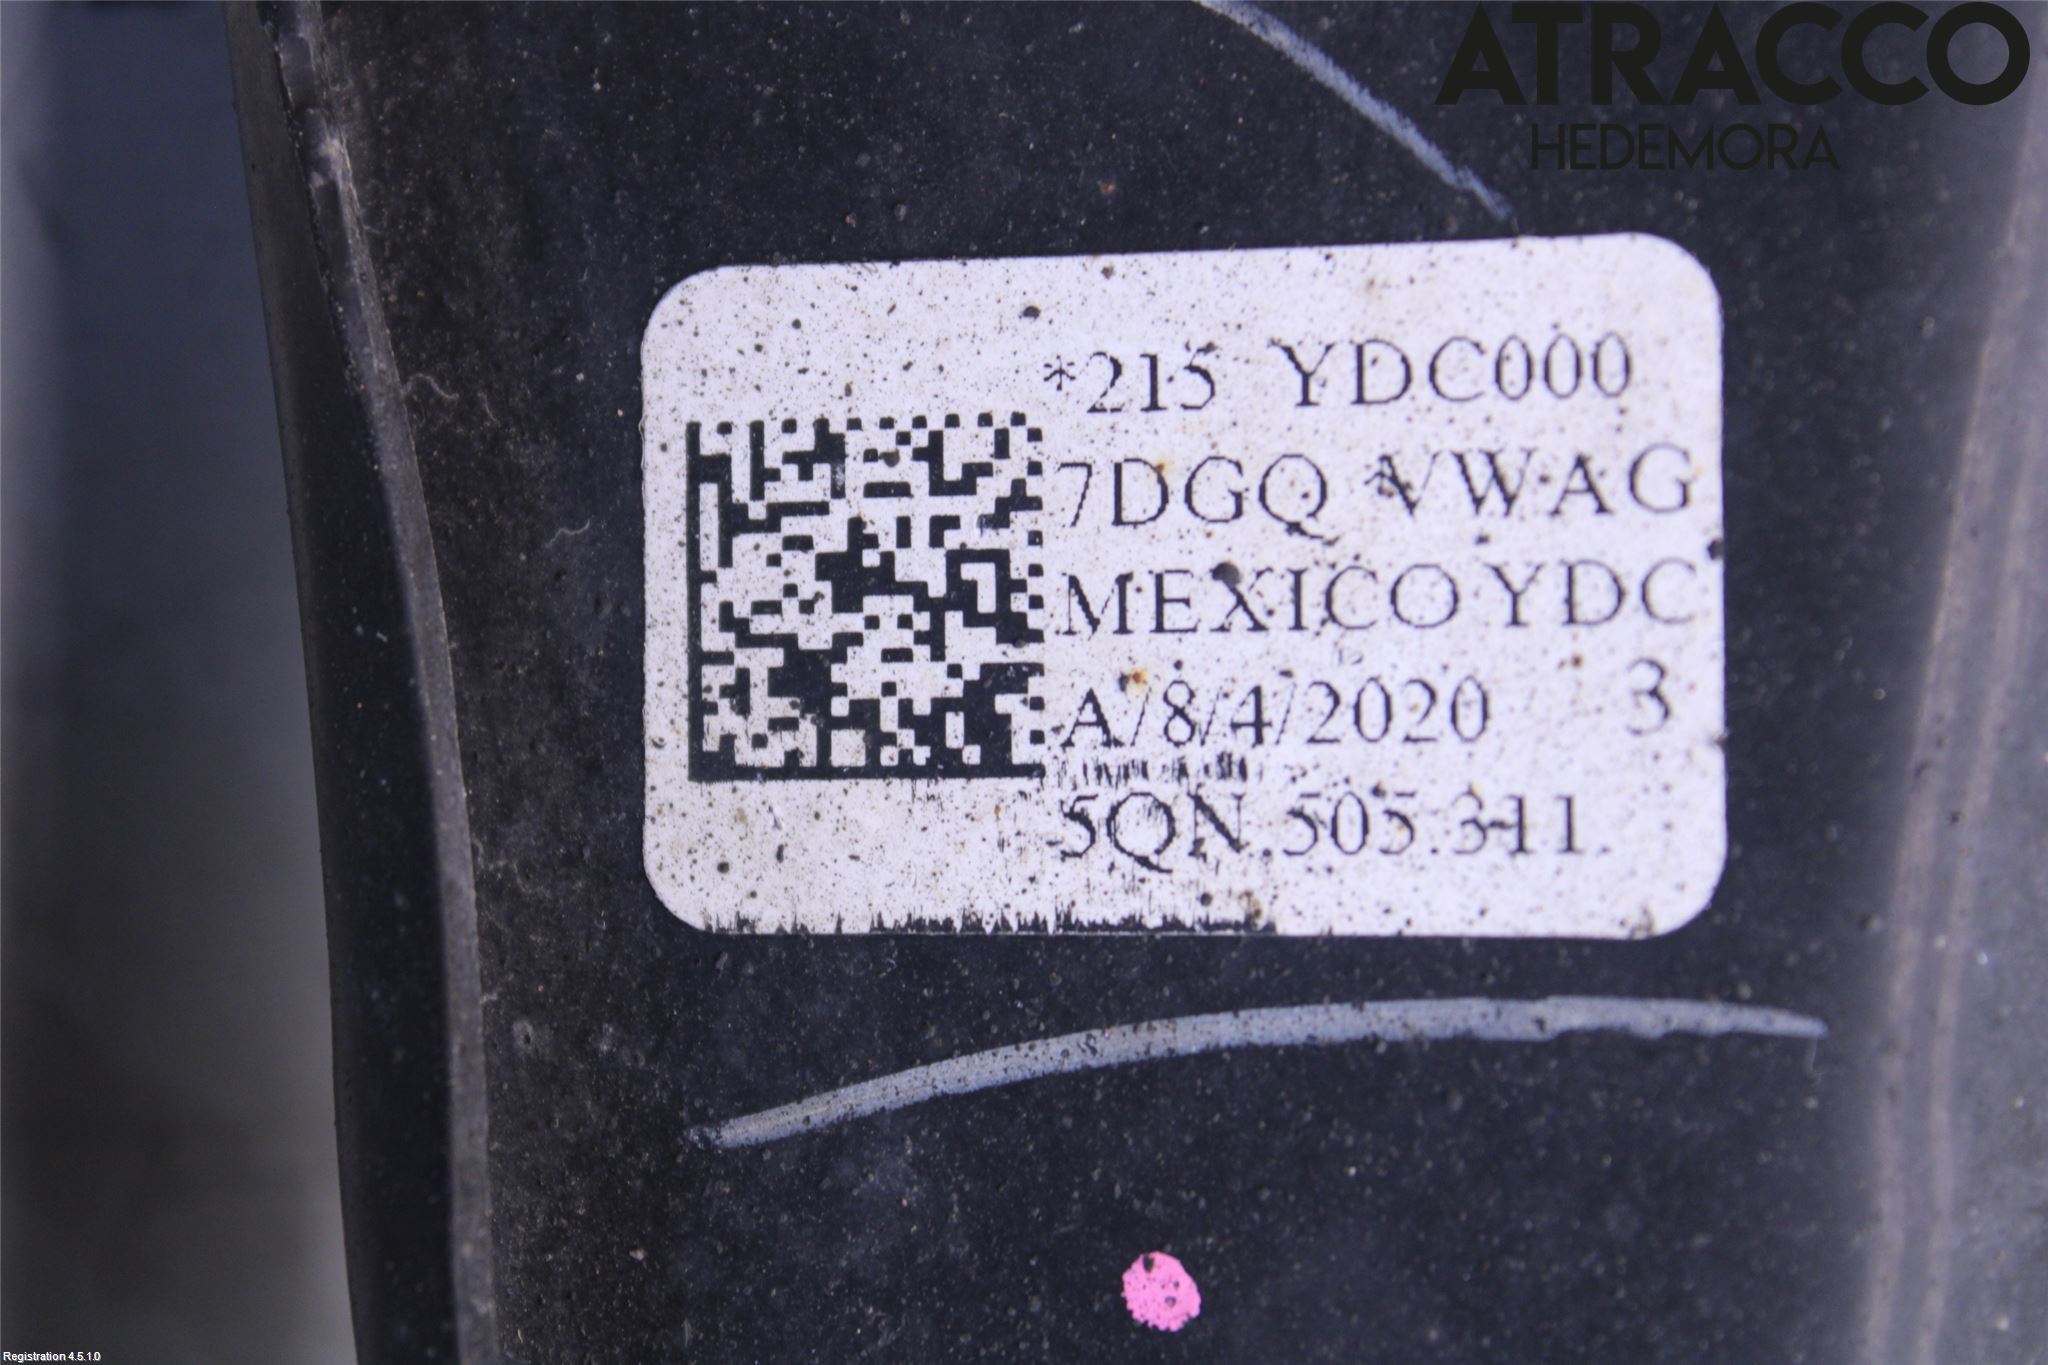 ATRACCO
HEDEMORA
*215 YDC000
7DGQ *VWAG
MEXICO YDC
A/8/4/2020 3
5QN.505.311.
Registration 4.5.1.0